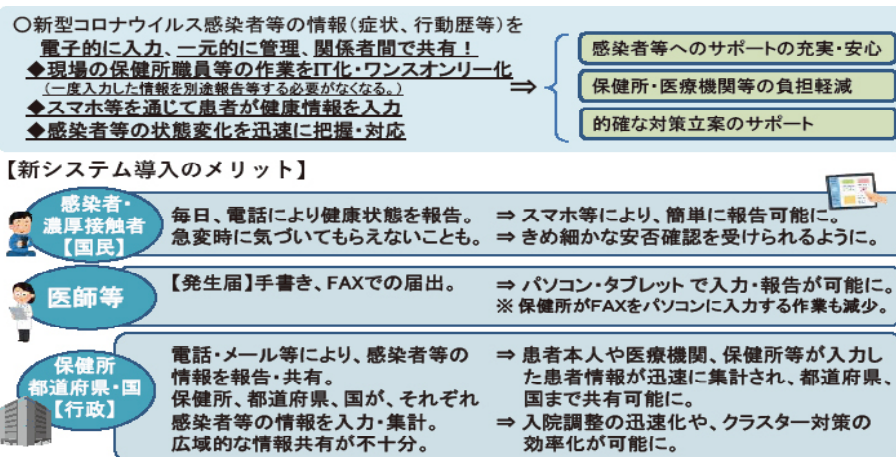 ○新型コロナウイルス感染者等の情報(症状、行動歴等)を
電子的に入力、一元的に管理、関係者間で共有!
◆現場の保健所職員等の作業をIT化・ワンスオンリー化
(一度入力した情報を別途報告等する必要がなくなる。)
◆スマホ等を通じて患者が健康情報を入力
◆感染者等の状態変化を迅速に把握・対応
⇒
感染者等へのサポートの充実・安心
保健所・医療機関等の負担軽減
的確な対策立案のサポート
【新システム導入のメリット】
感染者・
濃厚接触者
【国民】
毎日、電話により健康状態を報告。
急変時に気づいてもらえないことも。
⇒ スマホ等により、簡単に報告可能に。
⇒ きめ細かな安否確認を受けられるように。
医師等
【発生届】手書き、FAXでの届出。
⇒ パソコン・タブレット で入力・報告が可能に。
※ 保健所がFAXをパソコンに入力する作業も減少。
保健所
都道府県・国
【行政】
電話・メール等により、感染者等の
情報を報告・共有。
保健所、都道府県、国が、それぞれ
感染者等の情報を入力・集計。
広域的な情報共有が不十分。
⇒ 患者本人や医療機関、保健所等が入力し
た患者情報が迅速に集計され、都道府県、
国まで共有可能に。
⇒ 入院調整の迅速化や、クラスター対策の
効率化が可能に。